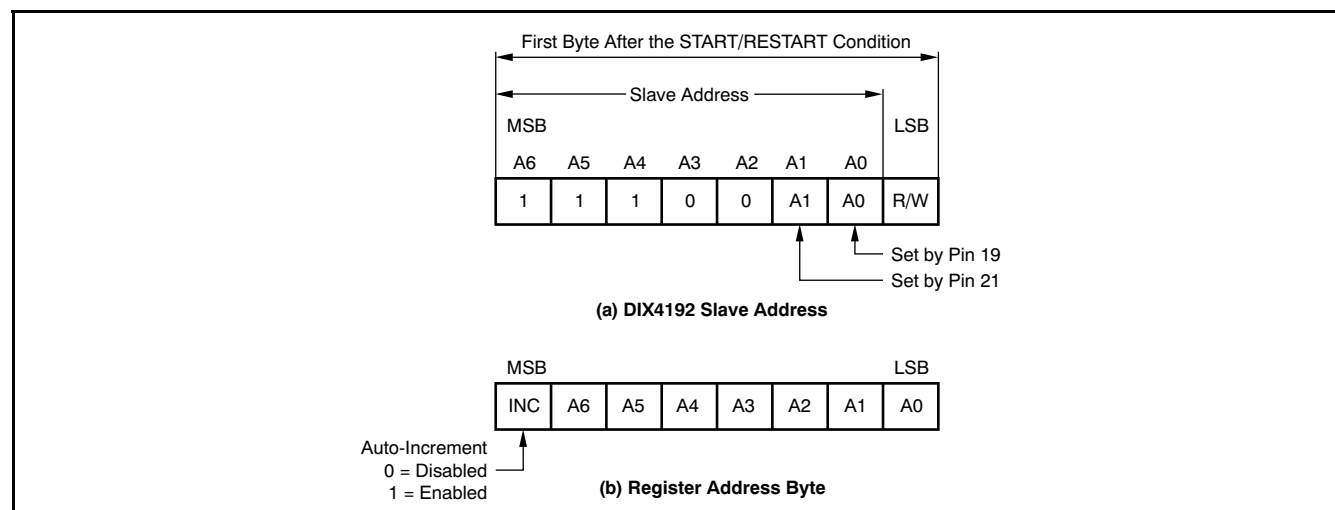 First Byte After the START/RESTART Condition
Slave Address
MSB LSB
A6 A5 A4 A3 A2 A1 A0
1 1 1 0 0 A1 A0 R/W
Set by Pin 19
Set by Pin 21
(a) DIX4192 Slave Address
MSB LSB
INC A6 A5 A4 A3 A2 A1 A0
Auto-Increment
0 = Disabled
1 = Enabled
(b) Register Address Byte